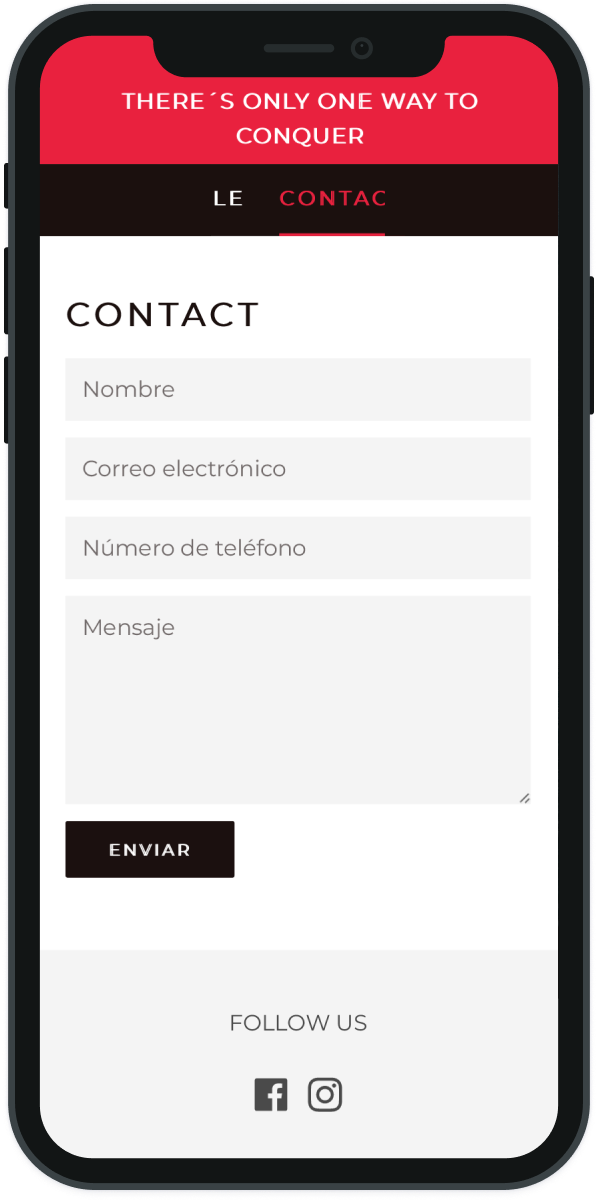 THERE´S ONLY ONE WAY TO
CONQUER
LE CONTAC
CONTACT
Nombre
Correo electrónico
Número de teléfono
Mensaje
ENVIAR
FOLLOW US